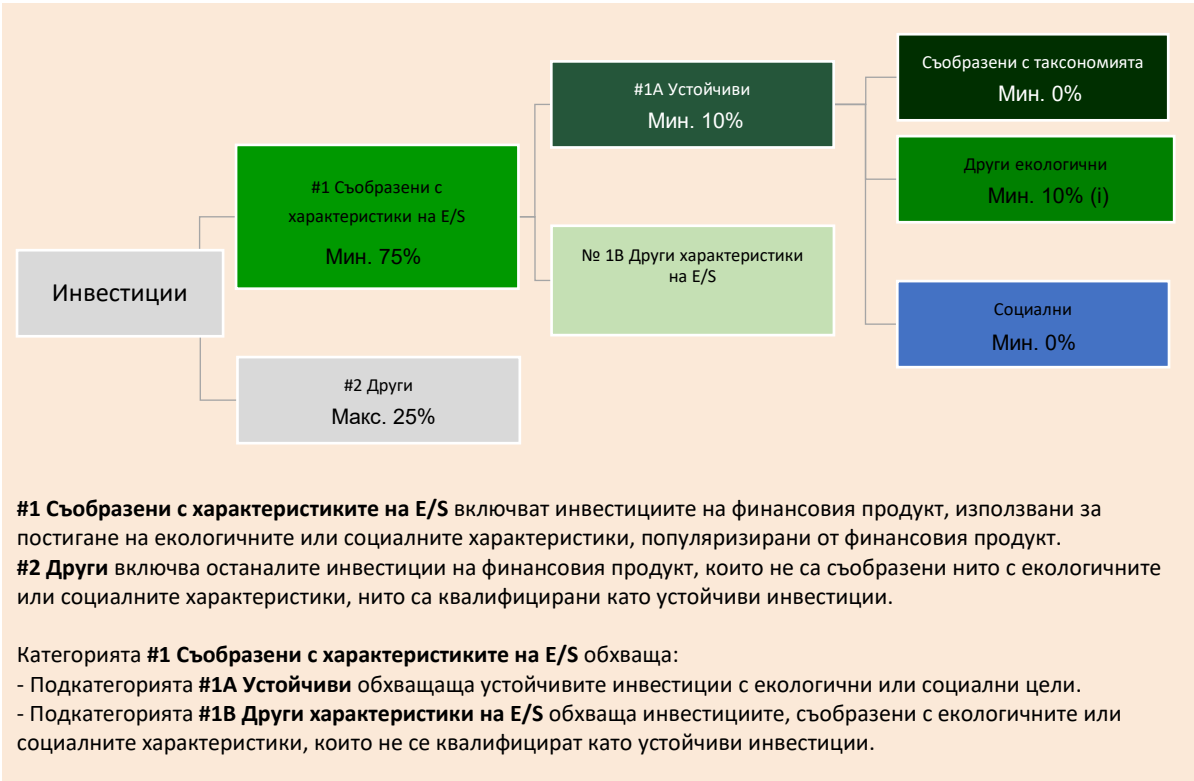 Инвестиции
#1 Съобразени с
характеристики на E/S
Мин. 75%
#2 Други
Макс. 25%
#1A Устойчиви
Мин. 10%
№ 1B Други характеристики
на E/S
Съобразени с таксономията
Мин. 0%
Други екологични
Мин. 10% (i)
Социални
Мин. 0%
#1 Съобразени с характеристиките на E/S включват инвестициите на финансовия продукт, използвани за
постигане на екологичните или социалните характеристики, популяризирани от финансовия продукт.
#2 Други включва останалите инвестиции на финансовия продукт, които не са съобразени нито с екологичните
или социалните характеристики, нито са квалифицирани като устойчиви инвестиции.
Категорията #1 Съобразени с характеристиките на E/S обхваща:
- Подкатегорията #1A Устойчиви обхващаща устойчивите инвестиции с екологични или социални цели.
- Подкатегорията #1B Други характеристики на E/S обхваща инвестициите, съобразени с екологичните или
социалните характеристики, които не се квалифицират като устойчиви инвестиции.